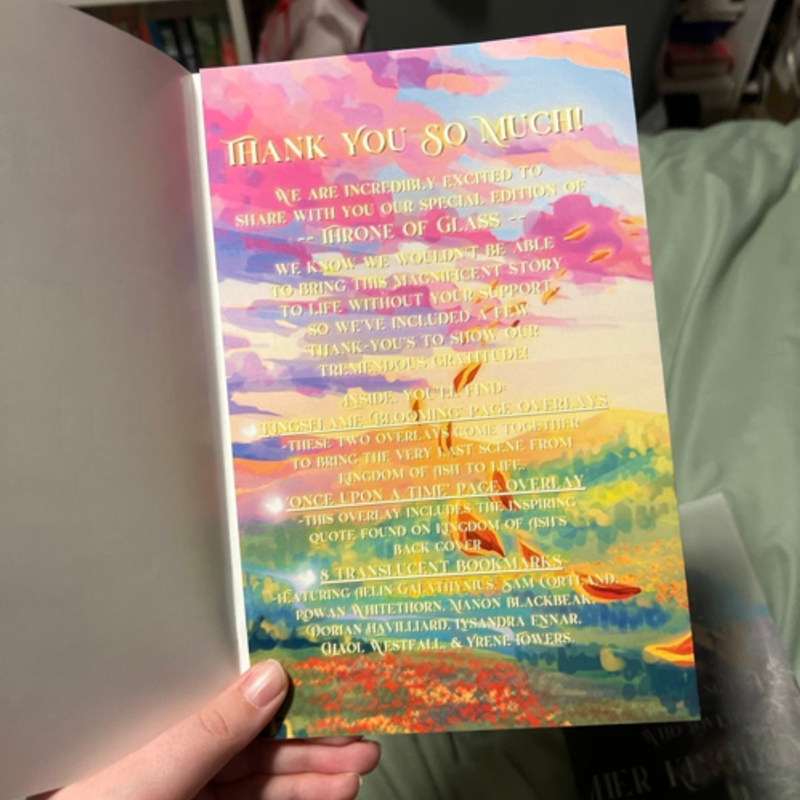 THANK YOU SO MUCH!
WE ARE INCREDIBLY EXCITED TO
SHARE WITH YOU OUR SPECIAL EDITION OF
-- THRONE OF GLASS --
WE KNOW WE WOULDN'T BE ABLE
TO BRING THIS MAGNIFICENT STORY
TO LIFE WITHOUT YOUR SUPPORT,
SO WE'VE INCLUDED A FEW
THANK-YOU'S TO SHOW OUR
TREMENDOUS GRATITUDE!
INSIDE, YOU'LL FIND:
"KINGSFLAME BLOOMING" PAGE OVERLAYS
-THESE TWO OVERLAYS COME TOGETHER
TO BRING THE VERY LAST SCENE FROM
KINGDOM OF ASH TO LIFE.
"ONCE UPON A TIME" PAGE OVERLAY
-THIS OVERLAY INCLUDES THE INSPIRING
QUOTE FOUND ON KINGDOM OF ASH'S
BACK COVER
8 TRANSLUCENT BOOKMARKS
-FEATURING AELIN GALATHYNIUS, SAM CORTLAND,
ROWAN WHITETHORN, MANON BLACKBEAK,
DORIAN HAVILLIARD, LYSANDRA ENNAR,
CHAOL WESTFALL, & YRENE TOWERS.
WHO
HER